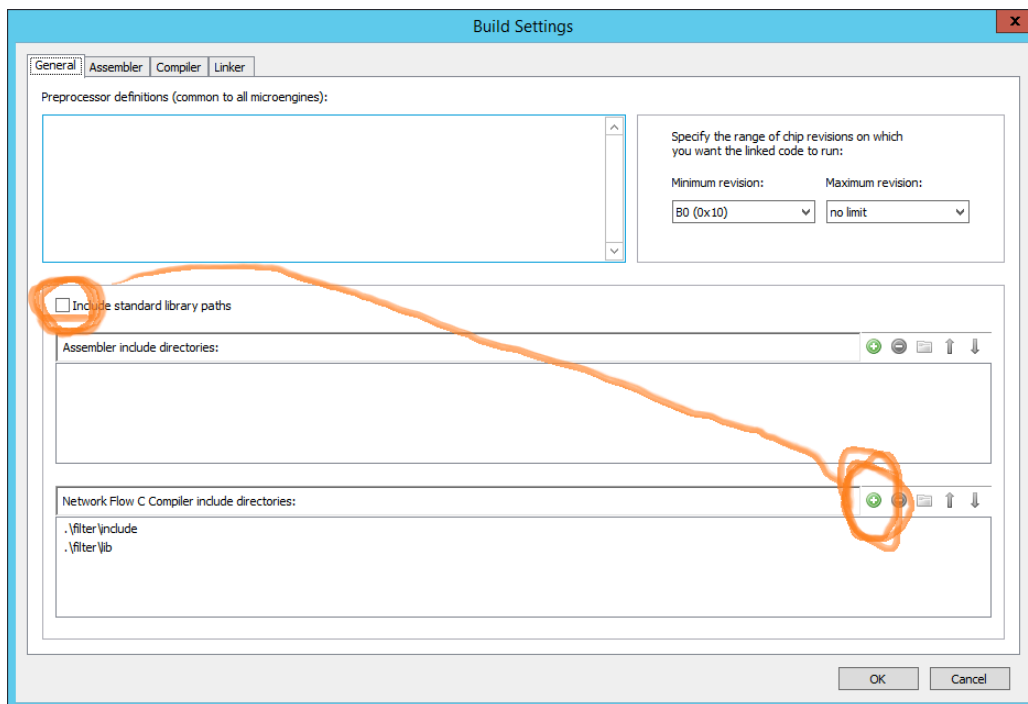 Build Settings
x
General Assembler Compiler Linker
Preprocessor definitions (common to all microengines):
Specify the range of chip revisions on which
you want the linked code to run:
Minimum revision: Maximum revision:
B0 (0x10) no limit
Include standard library paths
Assembler include directories:
Network Flow C Compiler include directories:
.\filter\include
.\filter\lib
OK Cancel